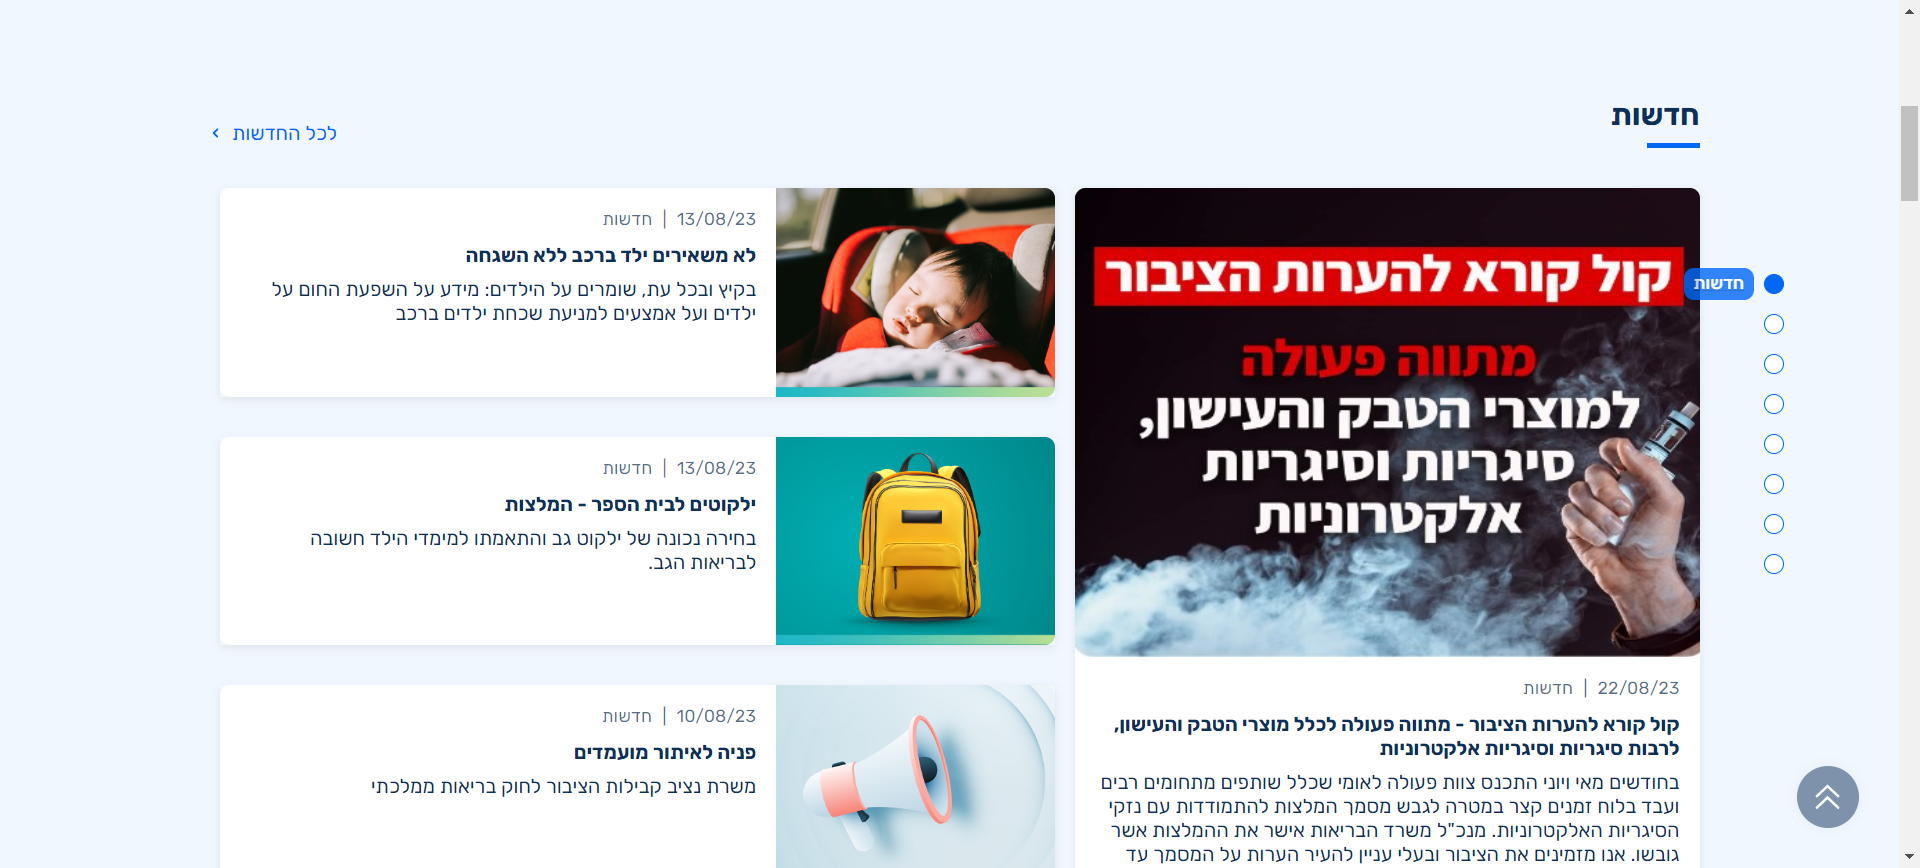 חדשות
לכל החדשות
קול קורא להערות הציבור
מתווה פעולה
למוצרי הטבק והעישון,
סיגריות וסיגריות
אלקטרוניות
22/08/23 | חדשות
קול קורא להערות הציבור - מתווה פעולה לכלל מוצרי הטבק והעישון,
לרבות סיגריות וסיגריות אלקטרוניות
בחודשים מאי ויוני התכנס צוות פעולה לאומי שכלל שותפים מתחומים רבים
ועבד בלוח זמנים קצר במטרה לגבש מסמך המלצות להתמודדות עם נזקי
הסיגריות האלקטרוניות. מנכ"ל משרד הבריאות אישר את ההמלצות אשר
גובשו. אנו מזמינים את הציבור ובעלי עניין להעיר הערות על המסמך עד
13/08/23 | חדשות
לא משאירים ילד ברכב ללא השגחה
בקיץ ובכל עת, שומרים על הילדים: מידע על השפעת החום על
ילדים ועל אמצעים למניעת שכחת ילדים ברכב
13/08/23 | חדשות
ילקוטים לבית הספר - המלצות
בחירה נכונה של ילקוט גב והתאמתו למימדי הילד חשובה
לבריאות הגב.
10/08/23 | חדשות
פניה לאיתור מועמדים
משרת נציב קבילות הציבור לחוק בריאות ממלכתי
חדשות